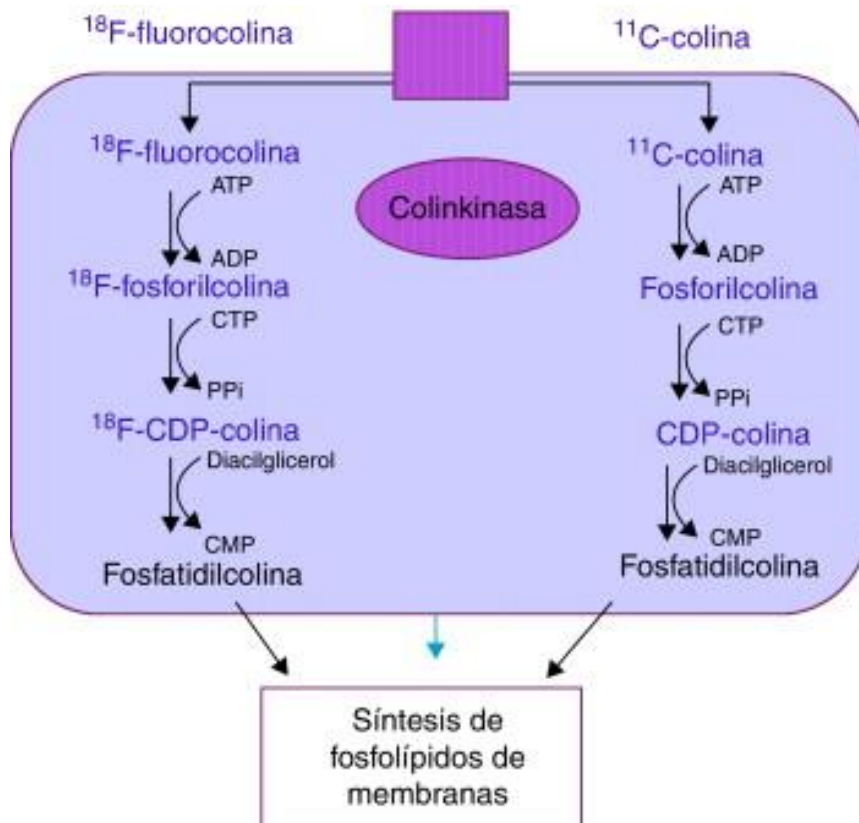 ¹⁸F-fluorocolina
¹¹C-colina
¹⁸F-fluorocolina
ATP
ADP
¹⁸F-fosforilcolina
CTP
PPi
¹⁸F-CDP-colina
Diacilglicerol
CMP
Fosfatidilcolina
Colinkinasa
¹¹C-colina
ATP
ADP
Fosforilcolina
CTP
PPi
CDP-colina
Diacilglicerol
CMP
Fosfatidilcolina
Síntesis de
fosfolípidos de
membranas